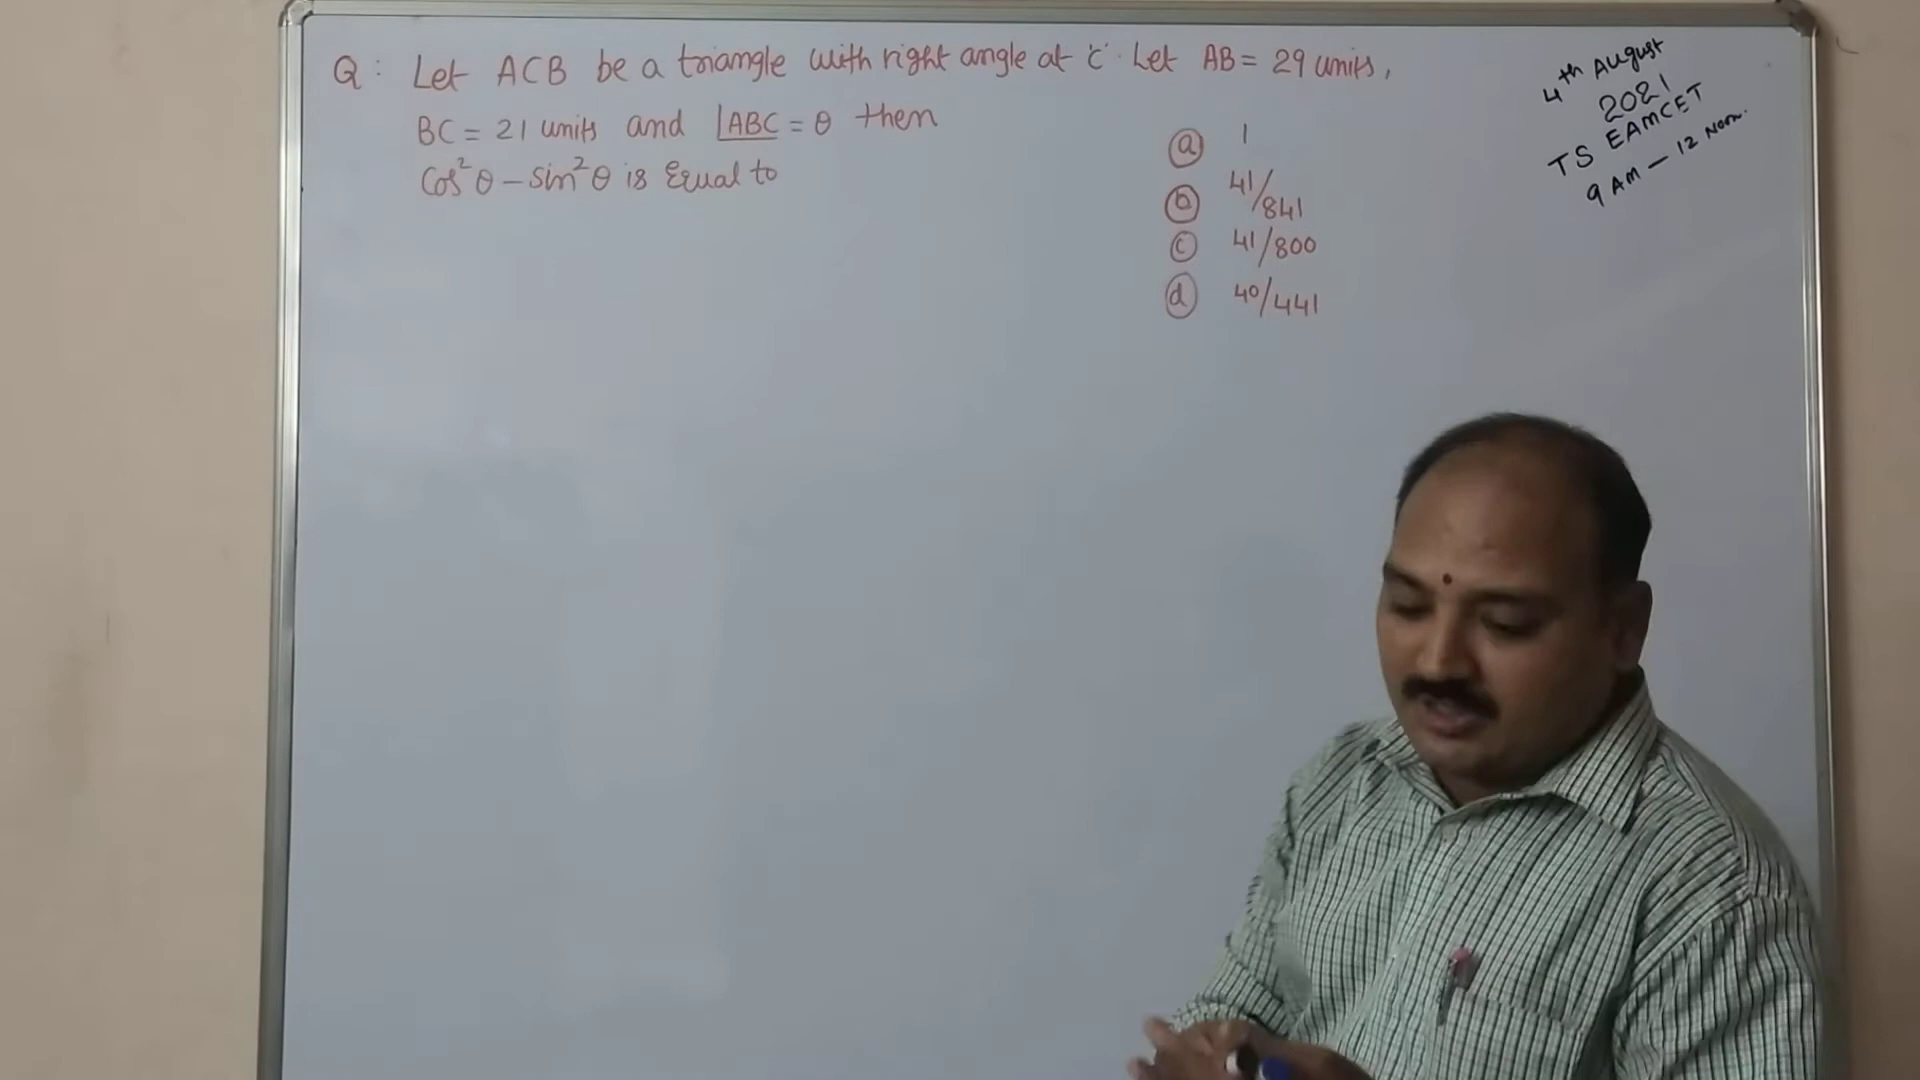 Q: Let ACB be a triangle with right angle at 'C'. Let AB = 29 units,
BC = 21 units and ∠ABC = θ then
Cos²θ – Sin²θ is Equal to
ⓐ 1
ⓑ 41/841
ⓒ 41/800
ⓓ 40/441
4th August
2021
TS EAMCET
9 AM – 12 Noon.